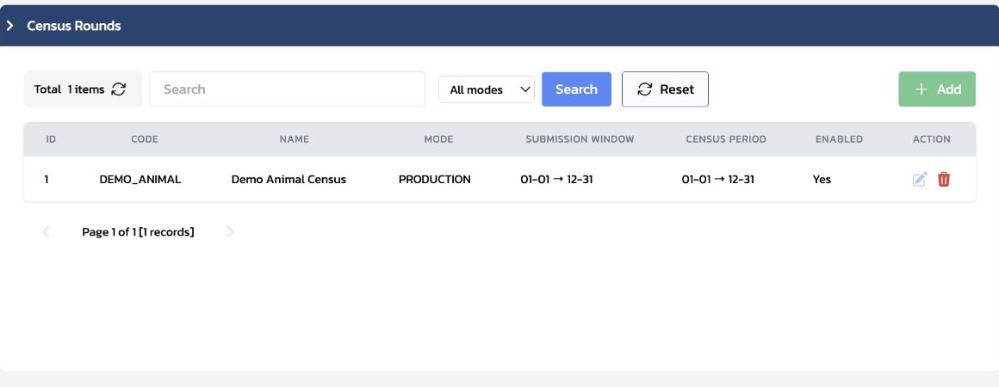 Census Rounds
Total 1 items Search All modes Search Reset Add
ID CODE NAME MODE SUBMISSION WINDOW CENSUS PERIOD ENABLED ACTION
1 DEMO_ANIMAL Demo Animal Census PRODUCTION 01-01 → 12-31 01-01 → 12-31 Yes
Page 1 of 1 [1 records]